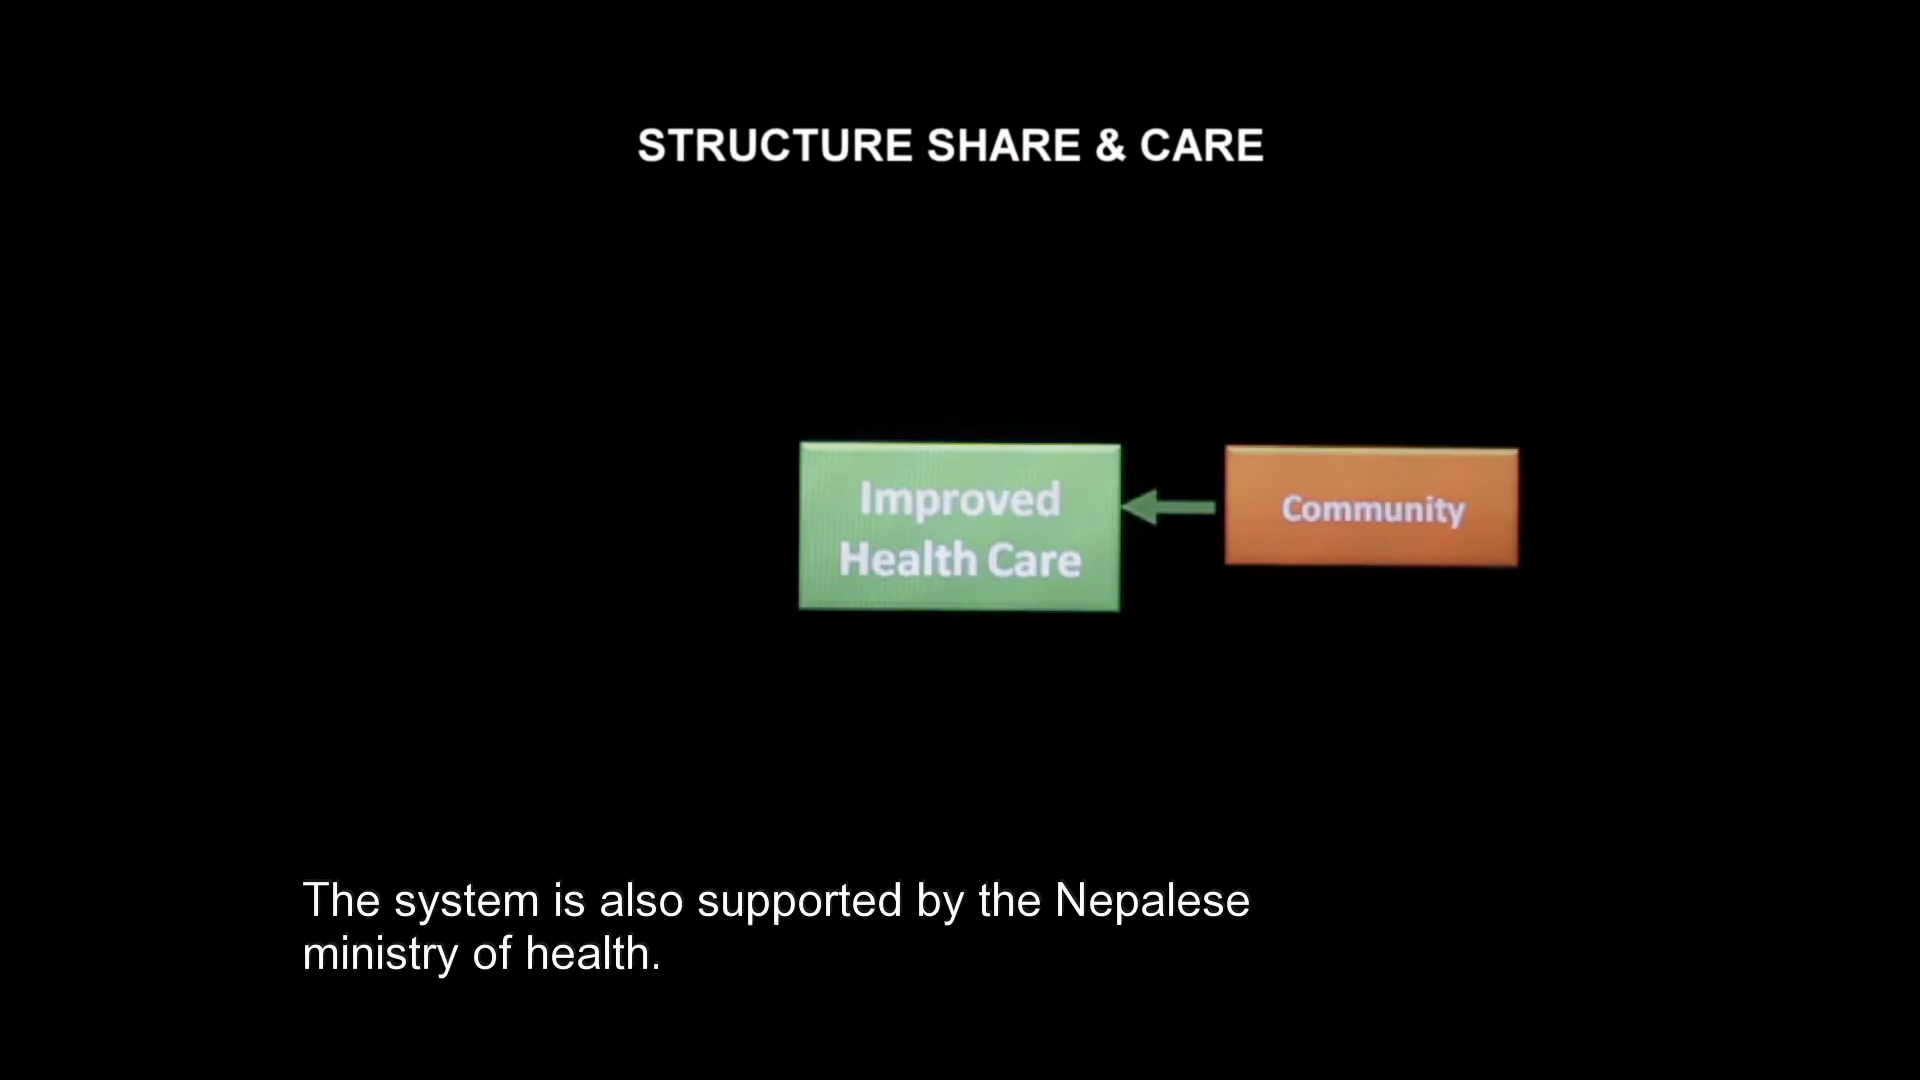 STRUCTURE SHARE & CARE
Improved
Health Care
Community
The system is also supported by the Nepalese
ministry of health.